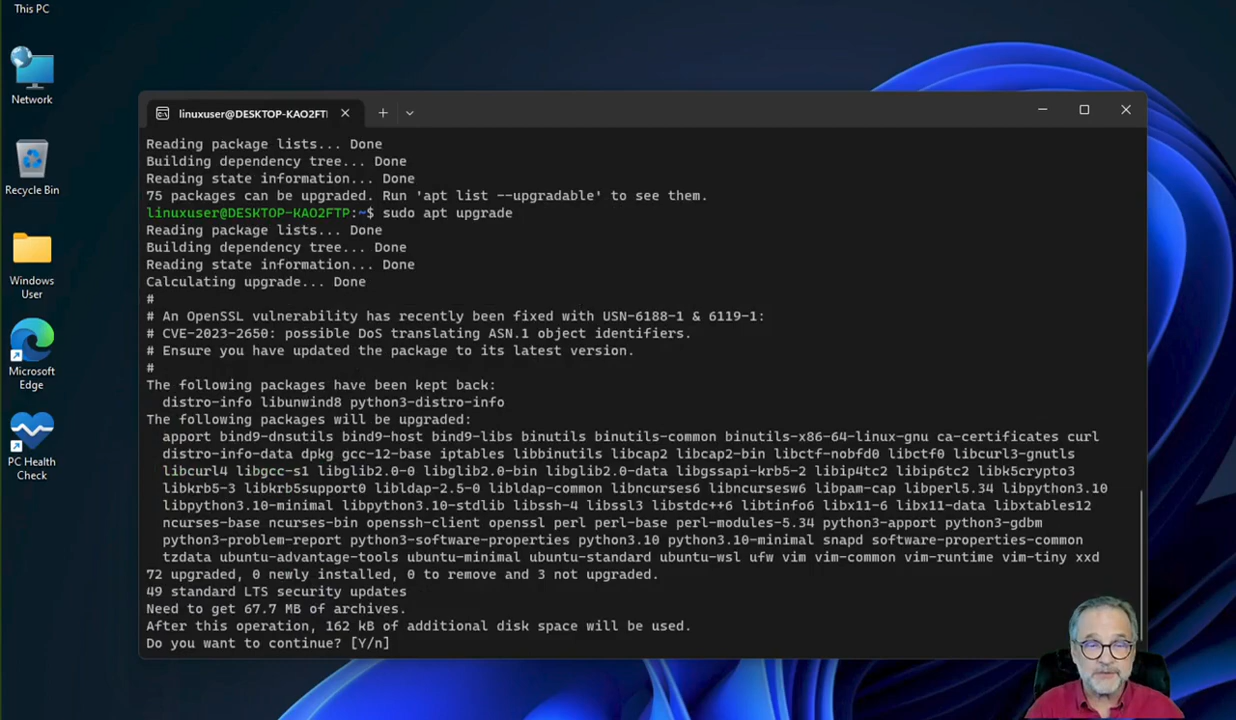 This PC
Network
Recycle Bin
Windows
User
Microsoft
Edge
PC Health
Check
linuxuser@DESKTOP-KAO2FT
Reading package lists... Done
Building dependency tree... Done
Reading state information... Done
75 packages can be upgraded. Run 'apt list --upgradable' to see them.
linuxuser@DESKTOP-KAO2FTP:~$ sudo apt upgrade
Reading package lists... Done
Building dependency tree... Done
Reading state information... Done
Calculating upgrade... Done
#
# An OpenSSL vulnerability has recently been fixed with USN-6188-1 & 6119-1:
# CVE-2023-2650: possible DoS translating ASN.1 object identifiers.
# Ensure you have updated the package to its latest version.
#
The following packages have been kept back:
distro-info libunwind8 python3-distro-info
The following packages will be upgraded:
apport bind9-dnsutils bind9-host bind9-libs binutils binutils-common binutils-x86-64-linux-gnu ca-certificates curl
distro-info-data dpkg gcc-12-base iptables libbinutils libcap2 libcap2-bin libctf-nobfd0 libctf0 libcurl3-gnutls
libcurl4 libgcc-s1 libglib2.0-0 libglib2.0-bin libglib2.0-data libgssapi-krb5-2 libip4tc2 libip6tc2 libk5crypto3
libkrb5-3 libkrb5support0 libldap-2.5-0 libldap-common libncurses6 libncursesw6 libpam-cap libperl5.34 libpython3.10
libpython3.10-minimal libpython3.10-stdlib libssh-4 libssl3 libstdc++6 libtinfo6 libx11-6 libx11-data libxtables12
ncurses-base ncurses-bin openssh-client openssl perl perl-base perl-modules-5.34 python3-apport python3-gdbm
python3-problem-report python3-software-properties python3.10 python3.10-minimal snapd software-properties-common
tzdata ubuntu-advantage-tools ubuntu-minimal ubuntu-standard ubuntu-wsl ufw vim vim-common vim-runtime vim-tiny xxd
72 upgraded, 0 newly installed, 0 to remove and 3 not upgraded.
49 standard LTS security updates
Need to get 67.7 MB of archives.
After this operation, 162 kB of additional disk space will be used.
Do you want to continue? [Y/n]